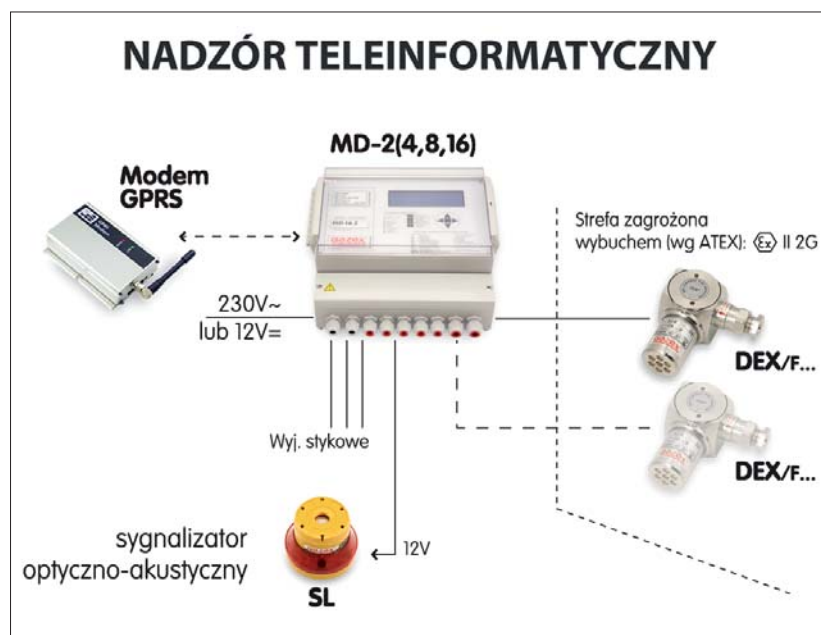 NADZÓR TELEINFORMATYCZNY
MD-2(4,8,16)
Modem
GPRS
Strefa zagrożona
wybuchem (wg ATEX): Ex II 2G
230V~
lub 12V=
DEX/F...
Wyj. stykowe
DEX/F...
sygnalizator
optyczno-akustyczny
12V
SL